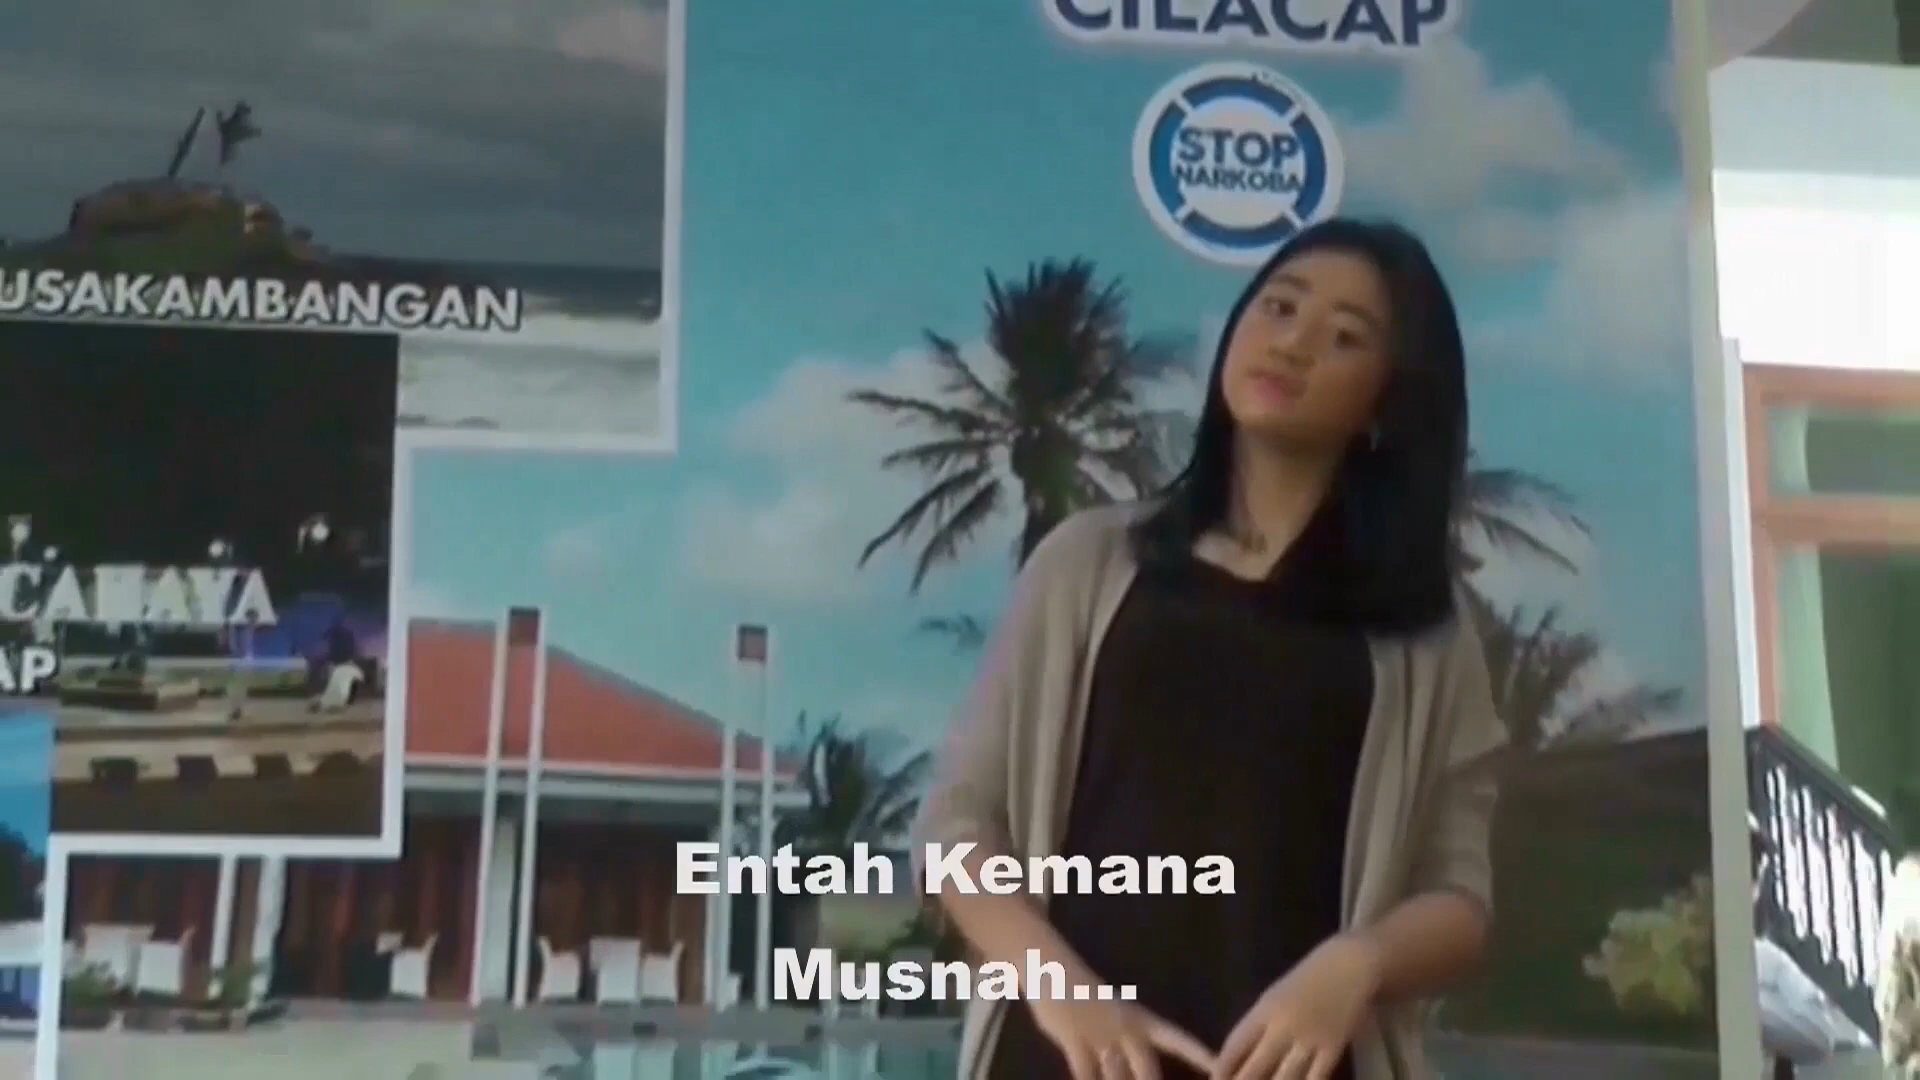 CILACAP
STOP
NARKOBA
USAKAMBANGAN
CAHAYA
AP
Entah Kemana
Musnah...